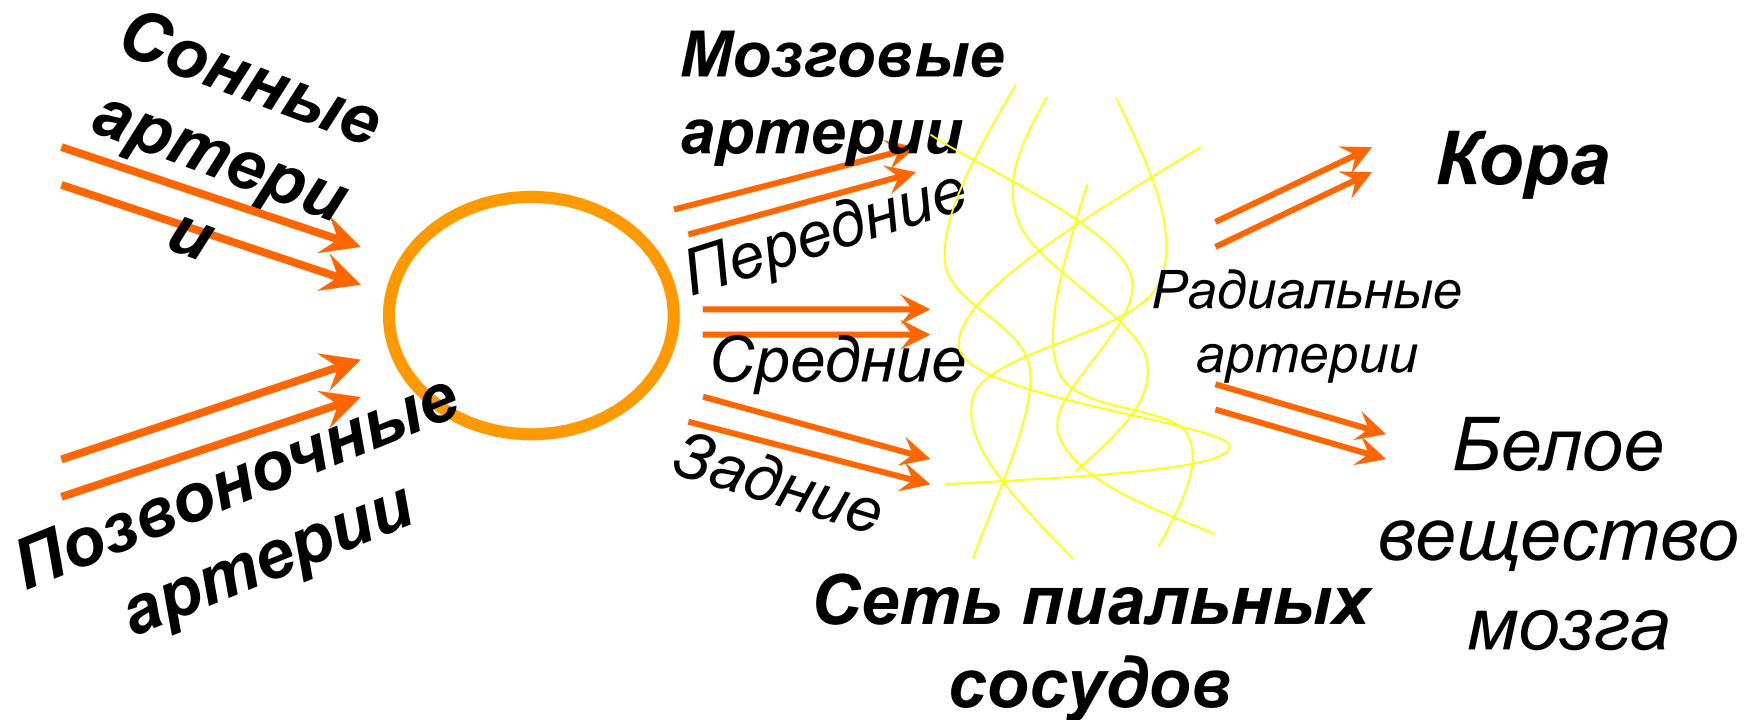 Сонные
артери
и
Позвоночные
артерии
Мозговые
артерии
Передние
Средние
Задние
Сеть пиальных
сосудов
Радиальные
артерии
Кора
Белое
вещество
мозга